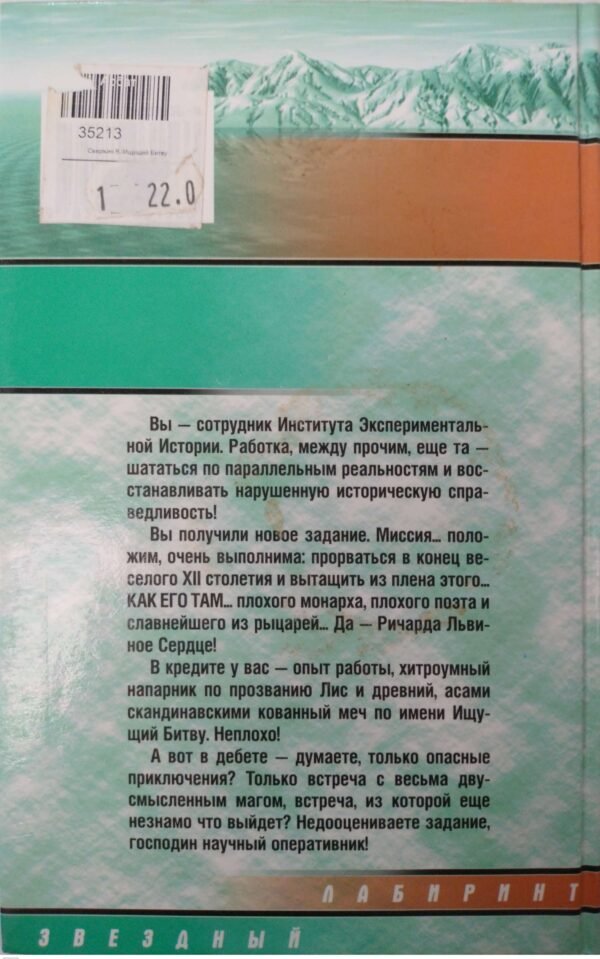 35213
Свержин В./Ищущий Битву
1 22.0
Вы — сотрудник Института Эксперименталь-
ной Истории. Работка, между прочим, еще та —
шататься по параллельным реальностям и вос-
станавливать нарушенную историческую спра-
ведливость!
Вы получили новое задание. Миссия... поло-
жим, очень выполнима: прорваться в конец ве-
селого XII столетия и вытащить из плена этого...
КАК ЕГО ТАМ... плохого монарха, плохого поэта и
славнейшего из рыцарей... Да — Ричарда Льви-
ное Сердце!
В кредите у вас — опыт работы, хитроумный
напарник по прозванию Лис и древний, асами
скандинавскими кованный меч по имени Ищу-
щий Битву. Неплохо!
А вот в дебете — думаете, только опасные
приключения? Только встреча с весьма дву-
смысленным магом, встреча, из которой еще
незнамо что выйдет? Недооцениваете задание,
господин научный оперативник!
ЛАБИРИНТ
ЗВЕЗДНЫЙ